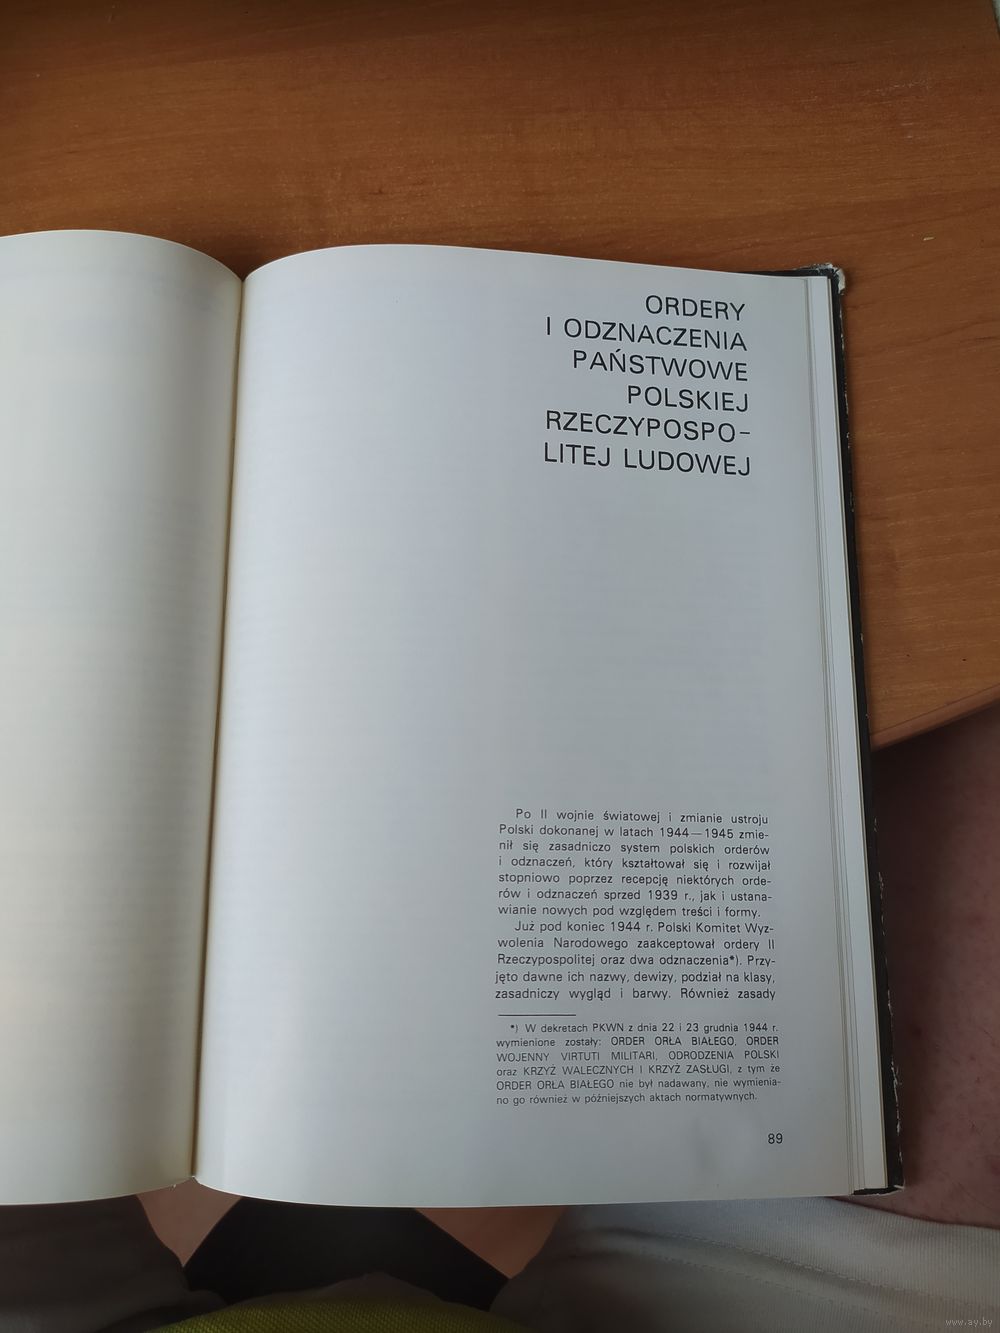 ORDERY
I ODZNACZENIA
PAŃSTWOWE
POLSKIEJ
RZECZYPOSPO-
LITEJ LUDOWEJ
Po II wojnie światowej i zmianie ustroju
Polski dokonanej w latach 1944—1945 zmie-
nił się zasadniczo system polskich orderów
i odznaczeń, który kształtował się i rozwijał
stopniowo poprzez recepcję niektórych orde-
rów i odznaczeń sprzed 1939 r., jak i ustana-
wianie nowych pod względem treści i formy.
Już pod koniec 1944 r. Polski Komitet Wyz-
wolenia Narodowego zaakceptował ordery II
Rzeczypospolitej oraz dwa odznaczenia*). Przy-
jęto dawne ich nazwy, dewizy, podział na klasy,
zasadniczy wygląd i barwy. Również zasady
*) W dekretach PKWN z dnia 22 i 23 grudnia 1944 r.
wymienione zostały: ORDER ORŁA BIAŁEGO, ORDER
WOJENNY VIRTUTI MILITARI, ODRODZENIA POLSKI
oraz KRZYŻ WALECZNYCH I KRZYŻ ZASŁUGI, z tym że
ORDER ORŁA BIAŁEGO nie był nadawany, nie wymienia-
no go również w późniejszych aktach normatywnych.
89
www.ay.by